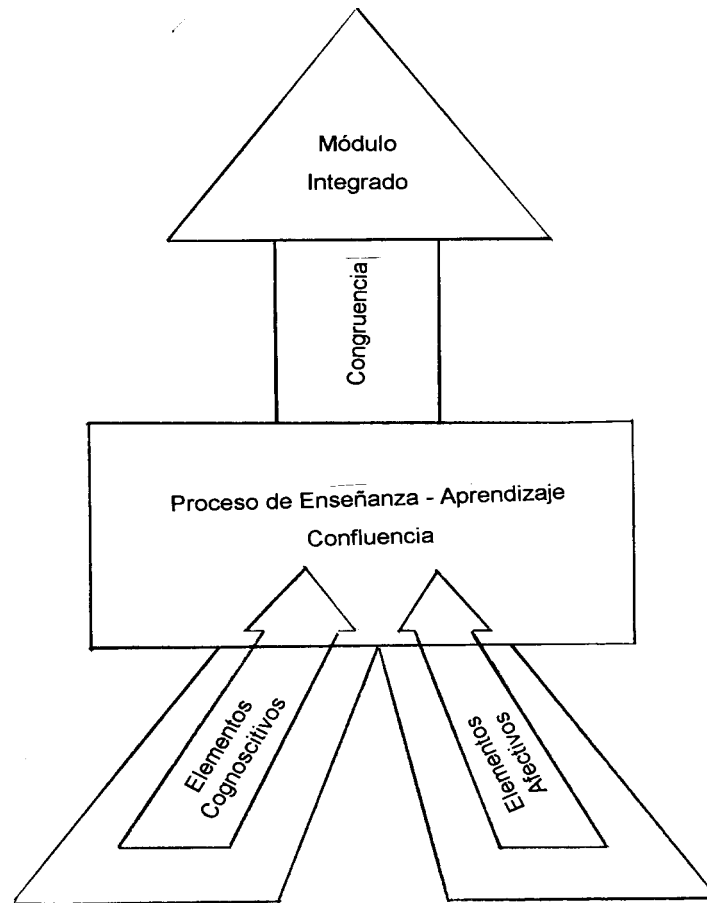 Módulo
Integrado
Congruencia
Proceso de Enseñanza - Aprendizaje
Confluencia
Elementos
Cognoscitivos
Elementos
Afectivos